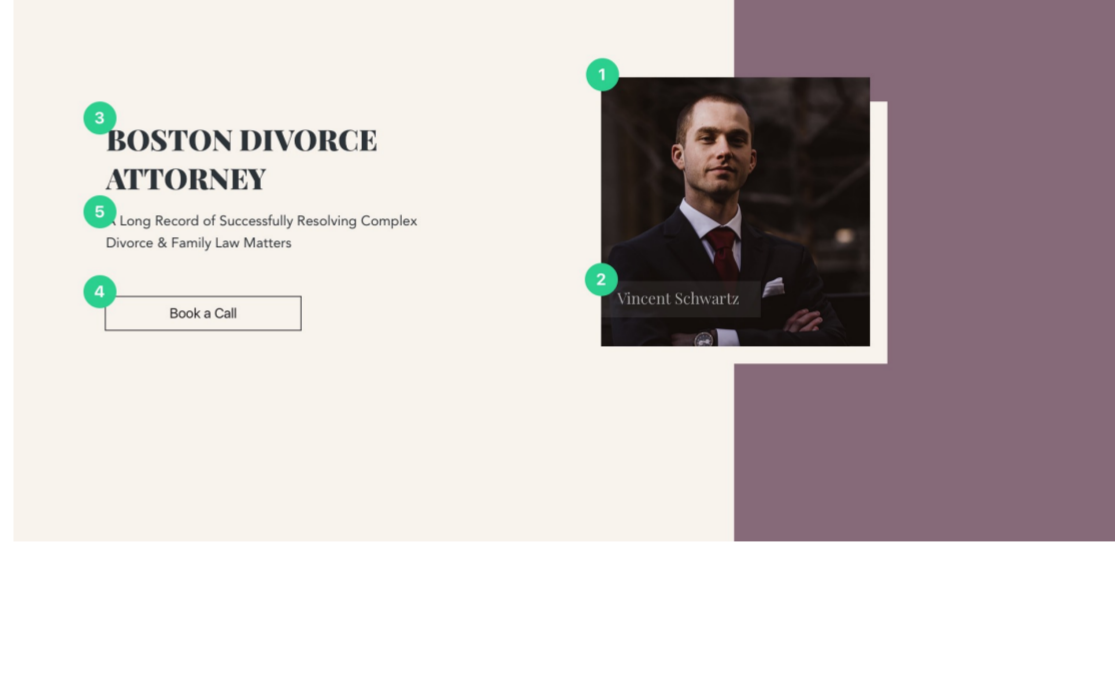 1
3
BOSTON DIVORCE
ATTORNEY
5
A Long Record of Successfully Resolving Complex
Divorce & Family Law Matters
2
Vincent Schwartz
4
Book a Call